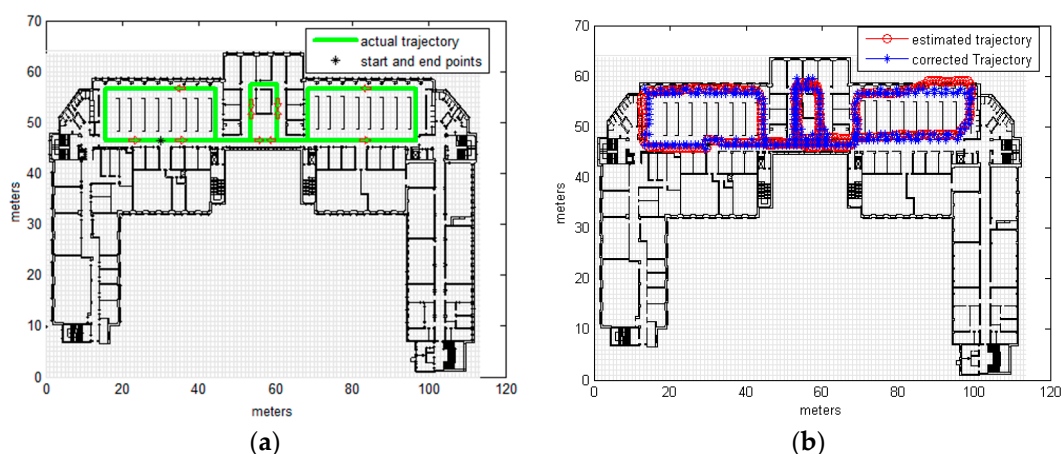 70
60
50
40
30
20
10
0
meters
0 20 40 60 80 100 120
meters
actual trajectory
start and end points
(a)
70
60
50
40
30
20
10
0
meters
0 20 40 60 80 100 120
meters
estimated trajectory
corrected Trajectory
(b)